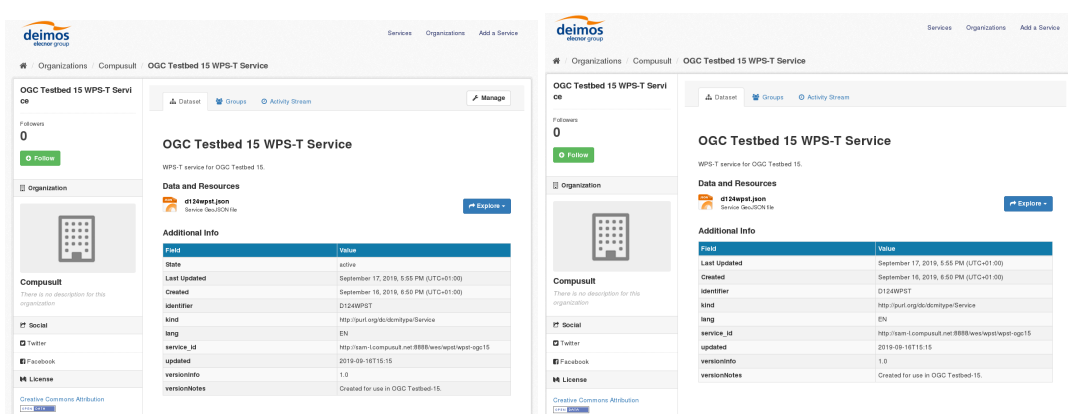 deimos
elecnor group
Services Organizations Add a Service
/ Organizations / Compusult / OGC Testbed 15 WPS-T Service
OGC Testbed 15 WPS-T Servi
ce
Followers
0
Follow
Organization
Compusult
There is no description for this
organization
Social
Twitter
Facebook
License
Creative Commons Attribution
OPEN DATA
Dataset Groups Activity Stream Manage
OGC Testbed 15 WPS-T Service
WPS-T service for OGC Testbed 15.
Data and Resources
d124wpst.json
Service GeoJSON file
Explore
Additional Info
Field Value
State active
Last Updated September 17, 2019, 5:55 PM (UTC+01:00)
Created September 16, 2019, 6:50 PM (UTC+01:00)
identifier D124WPST
kind http://purl.org/dc/dcmitype/Service
lang EN
service_id http://sam-t.compusult.net:8888/wes/wpst/wpst-ogc15
updated 2019-09-16T15:15
versionInfo 1.0
versionNotes Created for use in OGC Testbed-15.
deimos
elecnor group
Services Organizations Add a Service
/ Organizations / Compusult / OGC Testbed 15 WPS-T Service
OGC Testbed 15 WPS-T Servi
ce
Followers
0
Follow
Organization
Compusult
There is no description for this
organization
Social
Twitter
Facebook
License
Creative Commons Attribution
OPEN DATA
Dataset Groups Activity Stream
OGC Testbed 15 WPS-T Service
WPS-T service for OGC Testbed 15.
Data and Resources
d124wpst.json
Service GeoJSON file
Explore
Additional Info
Field Value
Last Updated September 17, 2019, 5:55 PM (UTC+01:00)
Created September 16, 2019, 6:50 PM (UTC+01:00)
identifier D124WPST
kind http://purl.org/dc/dcmitype/Service
lang EN
service_id http://sam-t.compusult.net:8888/wes/wpst/wpst-ogc15
updated 2019-09-16T15:15
versionInfo 1.0
versionNotes Created for use in OGC Testbed-15.